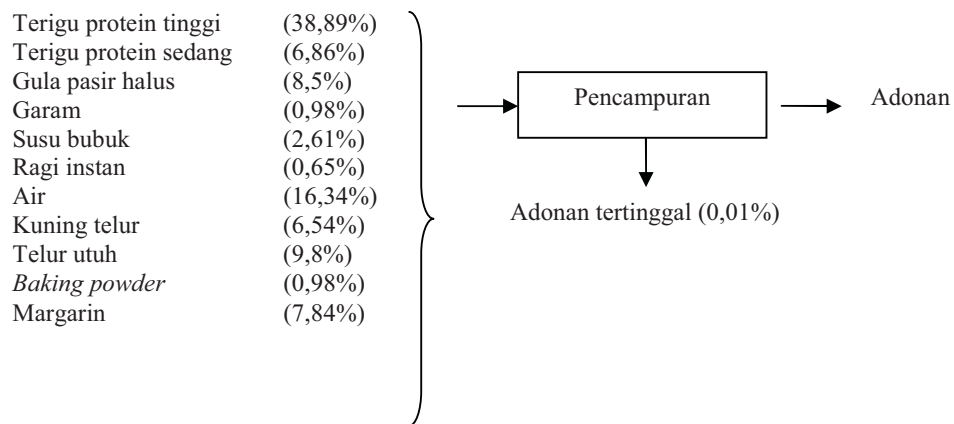 Terigu protein tinggi (38,89%)
Terigu protein sedang (6,86%)
Gula pasir halus (8,5%)
Garam (0,98%)
Susu bubuk (2,61%)
Ragi instan (0,65%)
Air (16,34%)
Kuning telur (6,54%)
Telur utuh (9,8%)
Baking powder (0,98%)
Margarin (7,84%)
Pencampuran
Adonan
Adonan tertinggal (0,01%)